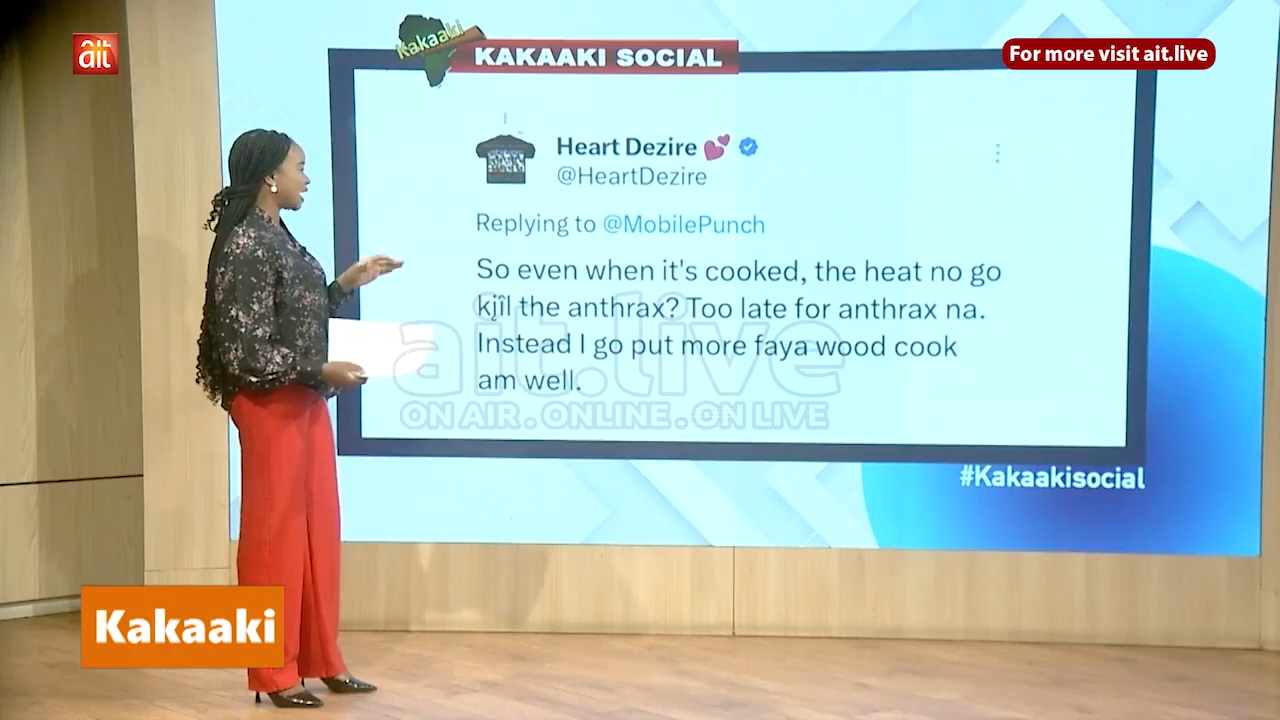 ait
Kakaaki
KAKAAKI SOCIAL
For more visit ait.live
Heart Dezire
@HeartDezire
Replying to @MobilePunch
So even when it's cooked, the heat no go
kįîl the anthrax? Too late for anthrax na.
Instead I go put more faya wood cook
am well.
ait.live
ON AIR . ONLINE . ON LIVE
#Kakaakisocial
Kakaaki